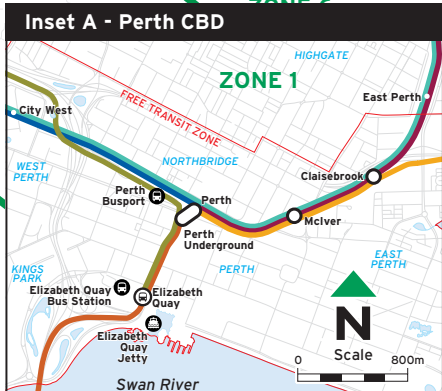 Inset A - Perth CBD
HIGHGATE
ZONE 1
East Perth
City West
FREE TRANSIT ZONE
NORTHBRIDGE
WEST
PERTH
Claisebrook
Perth
Busport
Perth
McIver
Perth
Underground
KINGS
PARK
PERTH
EAST
PERTH
Elizabeth Quay
Bus Station
Elizabeth
Quay
Elizabeth
Quay
Jetty
N
Scale
0
800m
Swan River